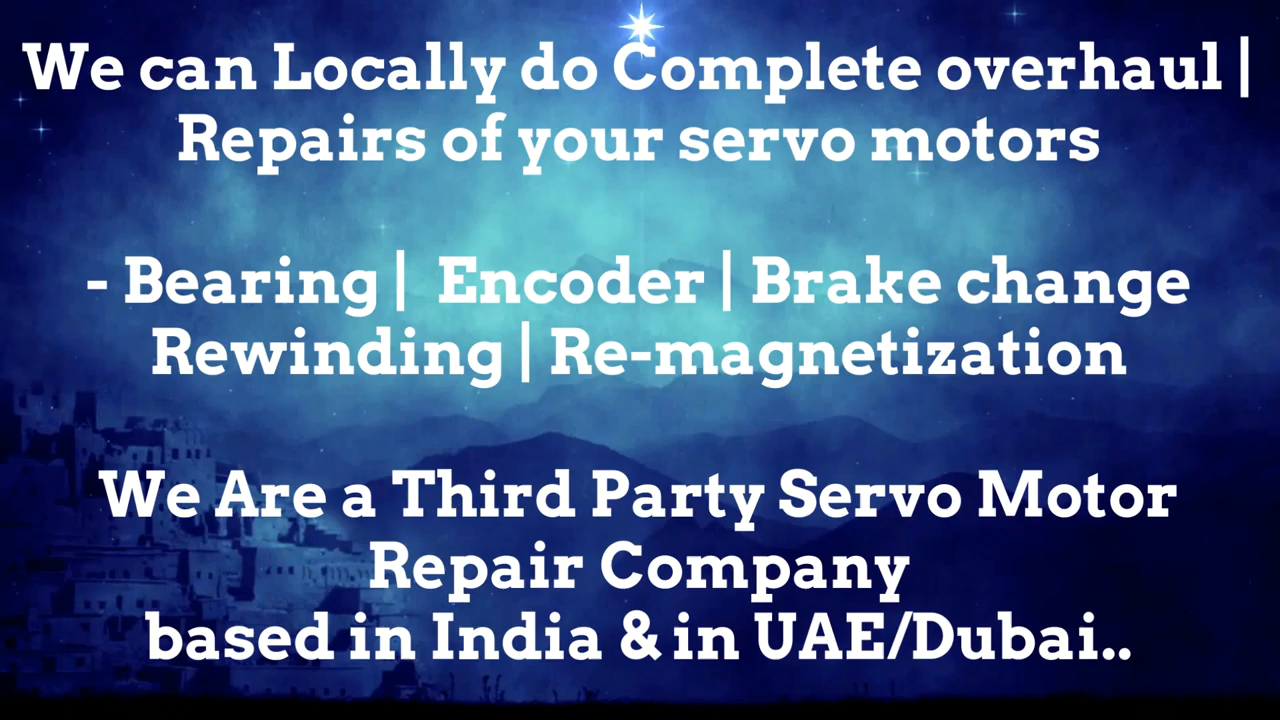 We can Locally do Complete overhaul |
Repairs of your servo motors
- Bearing | Encoder | Brake change
Rewinding | Re-magnetization
We Are a Third Party Servo Motor
Repair Company
based in India & in UAE/Dubai..